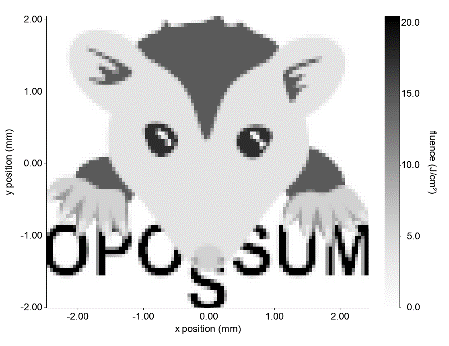 2.00
20.0
1.00
15.0
0.00
10.0
-1.00
5.0
OPOSSUM
-2.00
0.0
-2.00 -1.00 0.00 1.00 2.00
x position (mm)
y position (mm)
fluence (J/cm²)